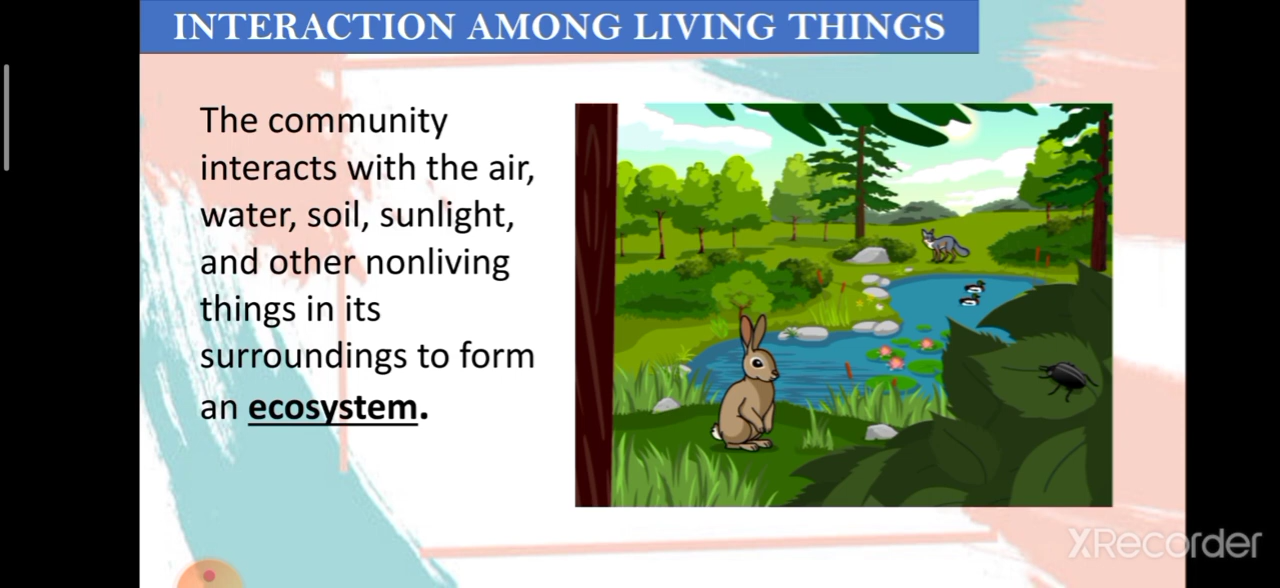 INTERACTION AMONG LIVING THINGS
The community
interacts with the air,
water, soil, sunlight,
and other nonliving
things in its
surroundings to form
an ecosystem.
XRecorder